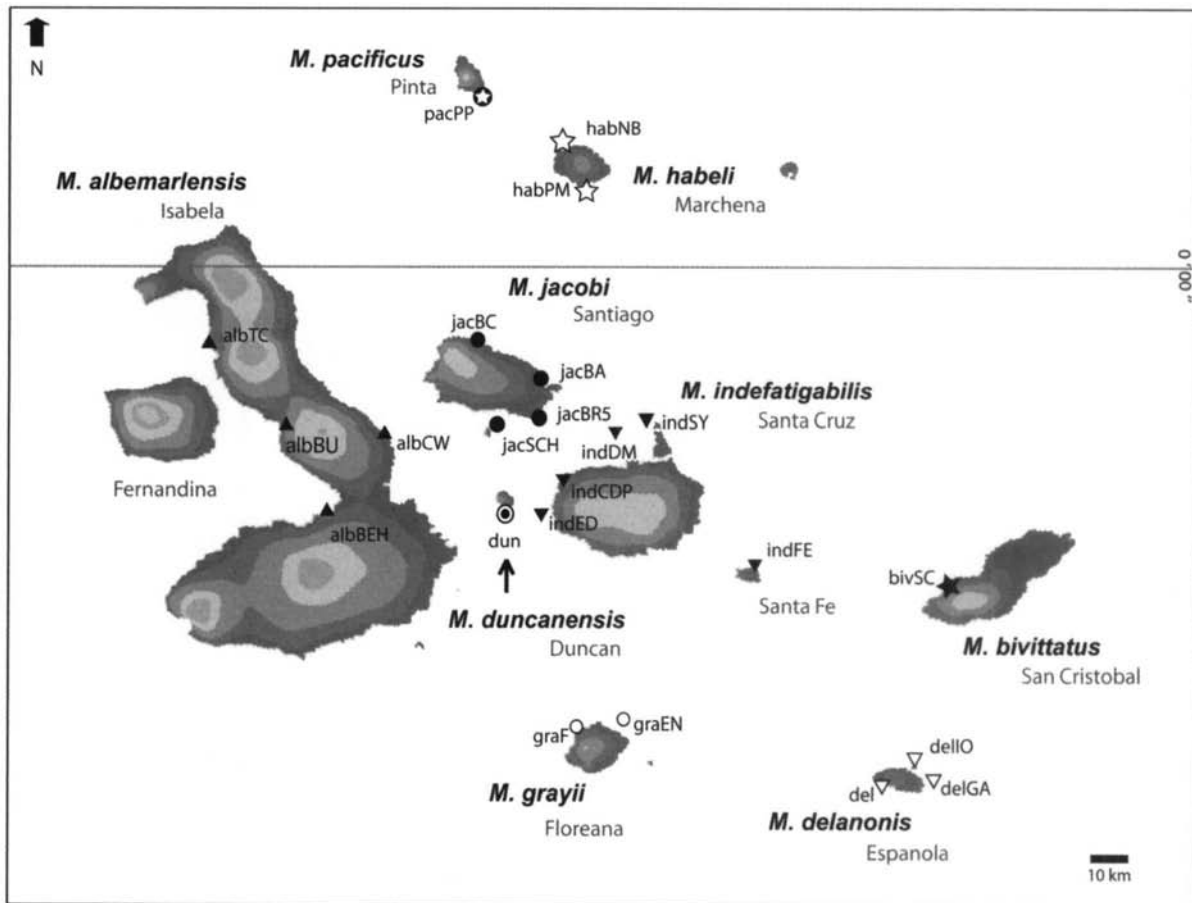 N
M. pacificus
Pinta
pacPP
habNB
habPM
M. habeli
Marchena
M. albemarlensis
Isabela
0°00"
M. jacobi
Santiago
jacBC
albTC
jacBA
M. indefatigabilis
Santa Cruz
jacBR5
indSY
albBU
albCW
jacSCH
indDM
Fernandina
indCDP
albBEH
dun
indED
indFE
Santa Fe
bivSC
M. duncanensis
Duncan
M. bivittatus
San Cristobal
graF
graEN
dellO
del
delGA
M. grayii
Floreana
M. delanonis
Espanola
10 km